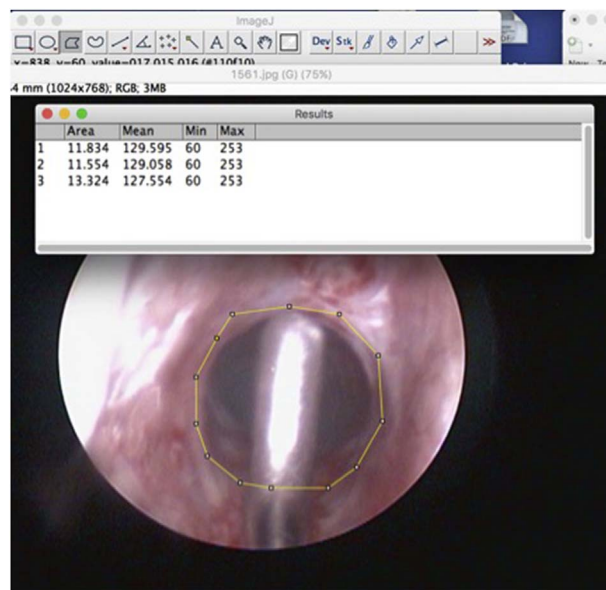 ImageJ
A Dev Stk
x=838, y=60, value=017,015,016 (#110f10)
1561.jpg (G) (75%)
.4 mm (1024x768); RGB; 3MB
Results
Area Mean Min Max
1 11.834 129.595 60 253
2 11.554 129.058 60 253
3 13.324 127.554 60 253